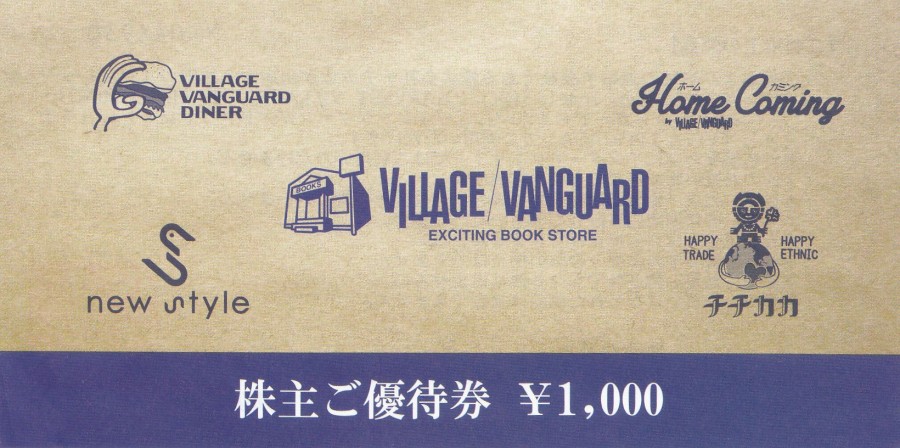 VILLAGE
VANGUARD
DINER
ホーム カミング
Home Coming
by VILLAGE/VANGUARD
BOOKS
VILLAGE/VANGUARD
EXCITING BOOK STORE
new style
HAPPY
TRADE
HAPPY
ETHNIC
チチカカ
株主ご優待券 ¥1,000